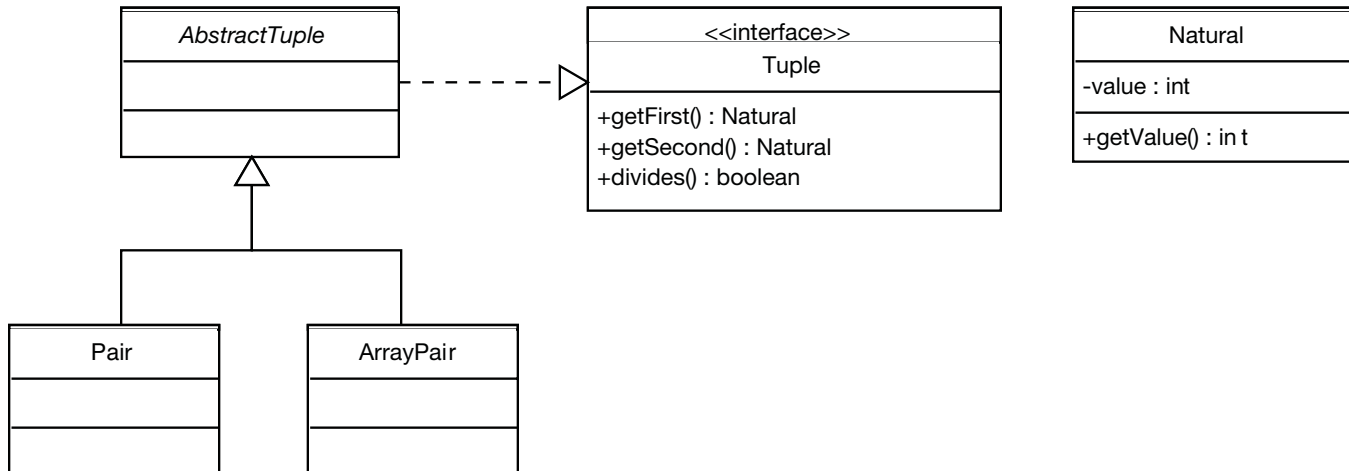 AbstractTuple
<<interface>>
Tuple
+getFirst() : Natural
+getSecond() : Natural
+divides() : boolean
Natural
-value : int
+getValue() : in t
Pair
ArrayPair